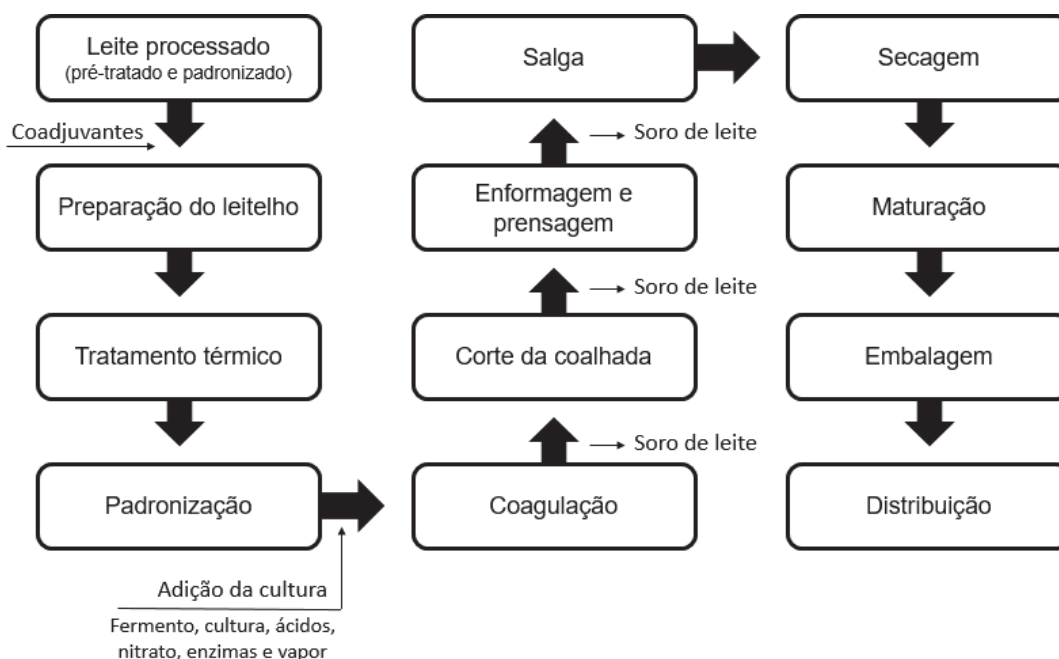 Leite processado
(pré-tratado e padronizado)
Coadjuvantes
Preparação do leitelho
Tratamento térmico
Padronização
Adição da cultura
Fermento, cultura, ácidos,
nitrato, enzimas e vapor
Salga
Soro de leite
Enformagem e
prensagem
Soro de leite
Corte da coalhada
Soro de leite
Coagulação
Secagem
Maturação
Embalagem
Distribuição